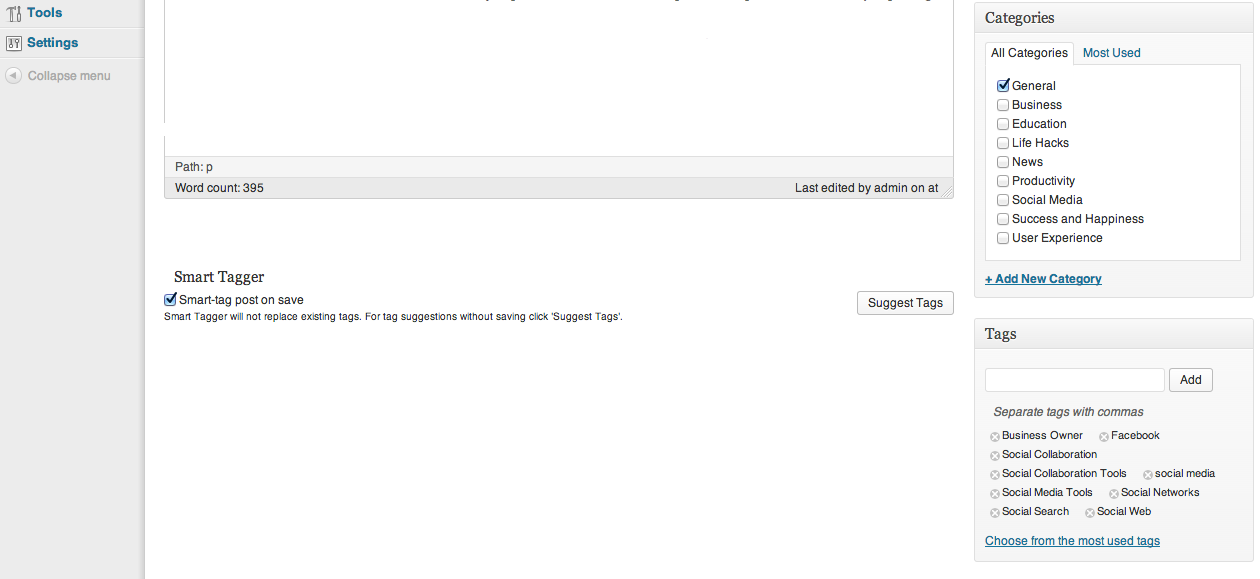 Tools
Settings
Collapse menu
Path: p
Word count: 395 Last edited by admin on at
Smart Tagger
Smart-tag post on save
Suggest Tags
Smart Tagger will not replace existing tags. For tag suggestions without saving click 'Suggest Tags'.
Categories
All Categories Most Used
General
Business
Education
Life Hacks
News
Productivity
Social Media
Success and Happiness
User Experience
+ Add New Category
Tags
Add
Separate tags with commas
Business Owner Facebook
Social Collaboration
Social Collaboration Tools social media
Social Media Tools Social Networks
Social Search Social Web
Choose from the most used tags